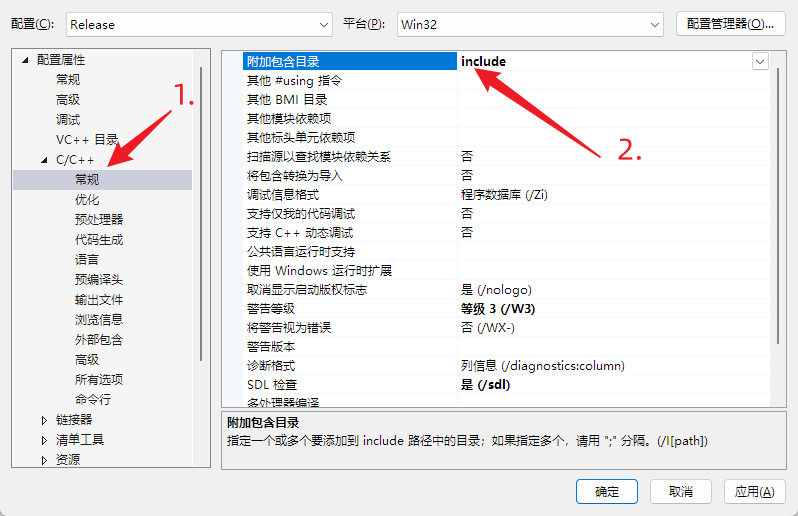 配置(C): Release 平台(P): Win32 配置管理器(O)...
配置属性
常规
高级
调试
VC++ 目录
C/C++
常规
优化
预处理器
代码生成
语言
预编译头
输出文件
浏览信息
外部包含
高级
所有选项
命令行
链接器
清单工具
资源
1.
附加包含目录 include
其他 #using 指令
其他 BMI 目录
其他模块依赖项
其他标头单元依赖项
扫描源以查找模块依赖关系 否
将包含转换为导入 否
调试信息格式 程序数据库 (/Zi)
支持仅我的代码调试 否
支持 C++ 动态调试 否
公共语言运行时支持
使用 Windows 运行时扩展
取消显示启动版权标志 是 (/nologo)
警告等级 等级 3 (/W3)
将警告视为错误 否 (/WX-)
警告版本
诊断格式 列信息 (/diagnostics:column)
SDL 检查 是 (/sdl)
多处理器编译
2.
附加包含目录
指定一个或多个要添加到 include 路径中的目录；如果指定多个，请用 ";" 分隔。(/I[path])
确定 取消 应用(A)